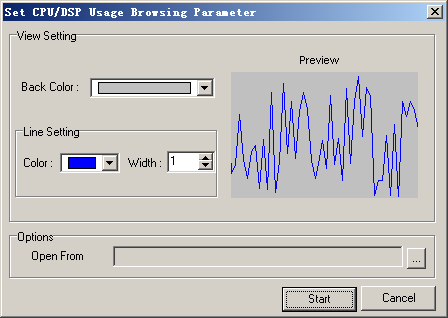 Set CPU/DSP Usage Browsing Parameter
View Setting
Preview
Back Color :
Line Setting
Color : Width : 1
Options
Open From ...
Start Cancel